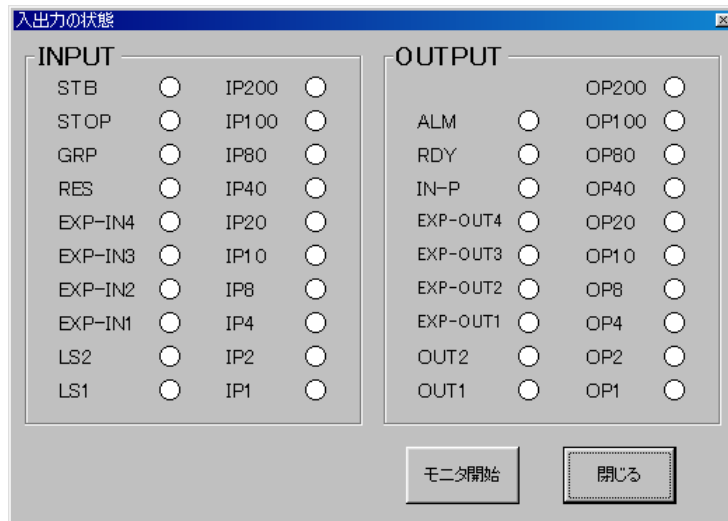 入出力の状態
INPUT
STB IP200
STOP IP100
GRP IP80
RES IP40
EXP-IN4 IP20
EXP-IN3 IP10
EXP-IN2 IP8
EXP-IN1 IP4
LS2 IP2
LS1 IP1
OUTPUT
OP200
ALM OP100
RDY OP80
IN-P OP40
EXP-OUT4 OP20
EXP-OUT3 OP10
EXP-OUT2 OP8
EXP-OUT1 OP4
OUT2 OP2
OUT1 OP1
モニタ開始 閉じる